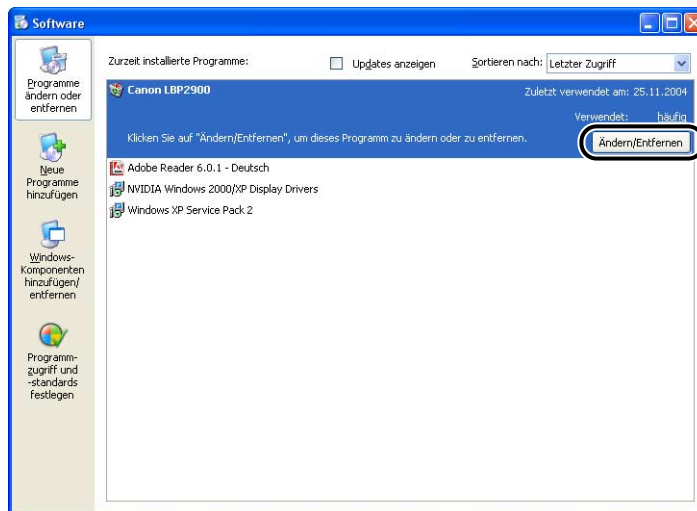 Software
Programme
ändern oder
entfernen
Neue
Programme
hinzufügen
Windows-
Komponenten
hinzufügen/
entfernen
Programm-
zugriff und
-standards
festlegen
Zurzeit installierte Programme:
Updates anzeigen
Sortieren nach:
Letzter Zugriff
Canon LBP2900
Zuletzt verwendet am: 25.11.2004
Verwendet: häufig
Klicken Sie auf "Ändern/Entfernen", um dieses Programm zu ändern oder zu entfernen.
Ändern/Entfernen
Adobe Reader 6.0.1 - Deutsch
NVIDIA Windows 2000/XP Display Drivers
Windows XP Service Pack 2